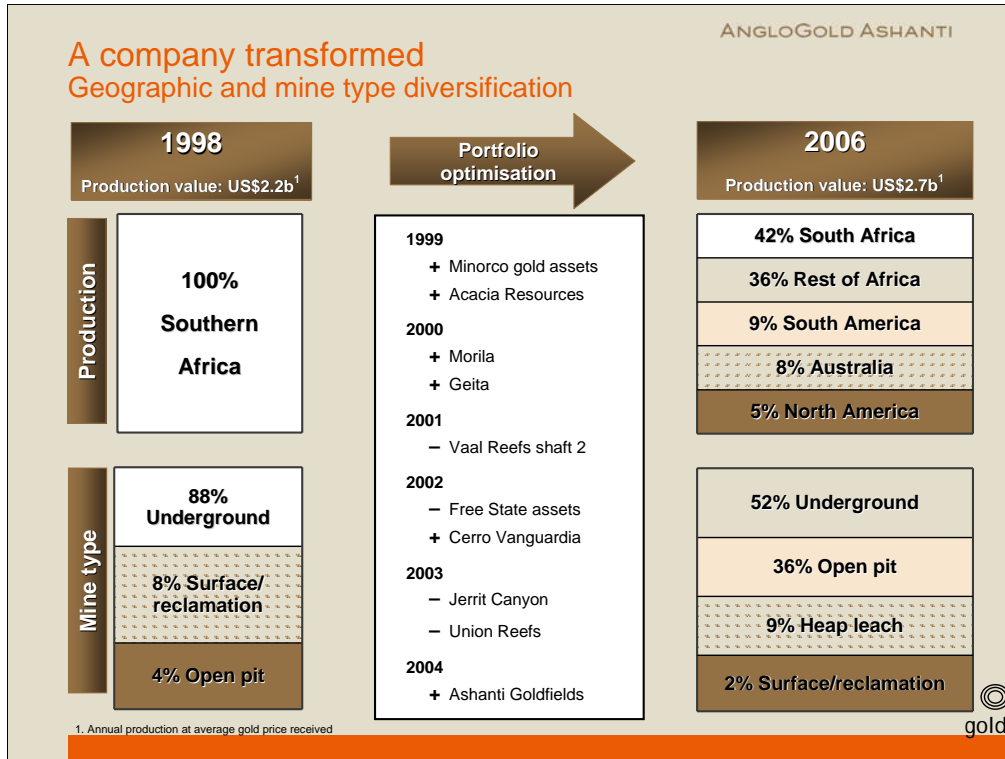 ANGLOGOLD ASHANTI
A company transformed
Geographic and mine type diversification
1998
Production value: US$2.2b1
Portfolio
optimisation
2006
Production value: US$2.7b1
Production
100%
Southern
Africa
Mine type
88%
Underground
8% Surface/
reclamation
4% Open pit
1999
+ Minorco gold assets
+ Acacia Resources
2000
+ Morila
+ Geita
2001
– Vaal Reefs shaft 2
2002
– Free State assets
+ Cerro Vanguardia
2003
– Jerrit Canyon
– Union Reefs
2004
+ Ashanti Goldfields
42% South Africa
36% Rest of Africa
9% South America
8% Australia
5% North America
52% Underground
36% Open pit
9% Heap leach
2% Surface/reclamation
1. Annual production at average gold price received
gold